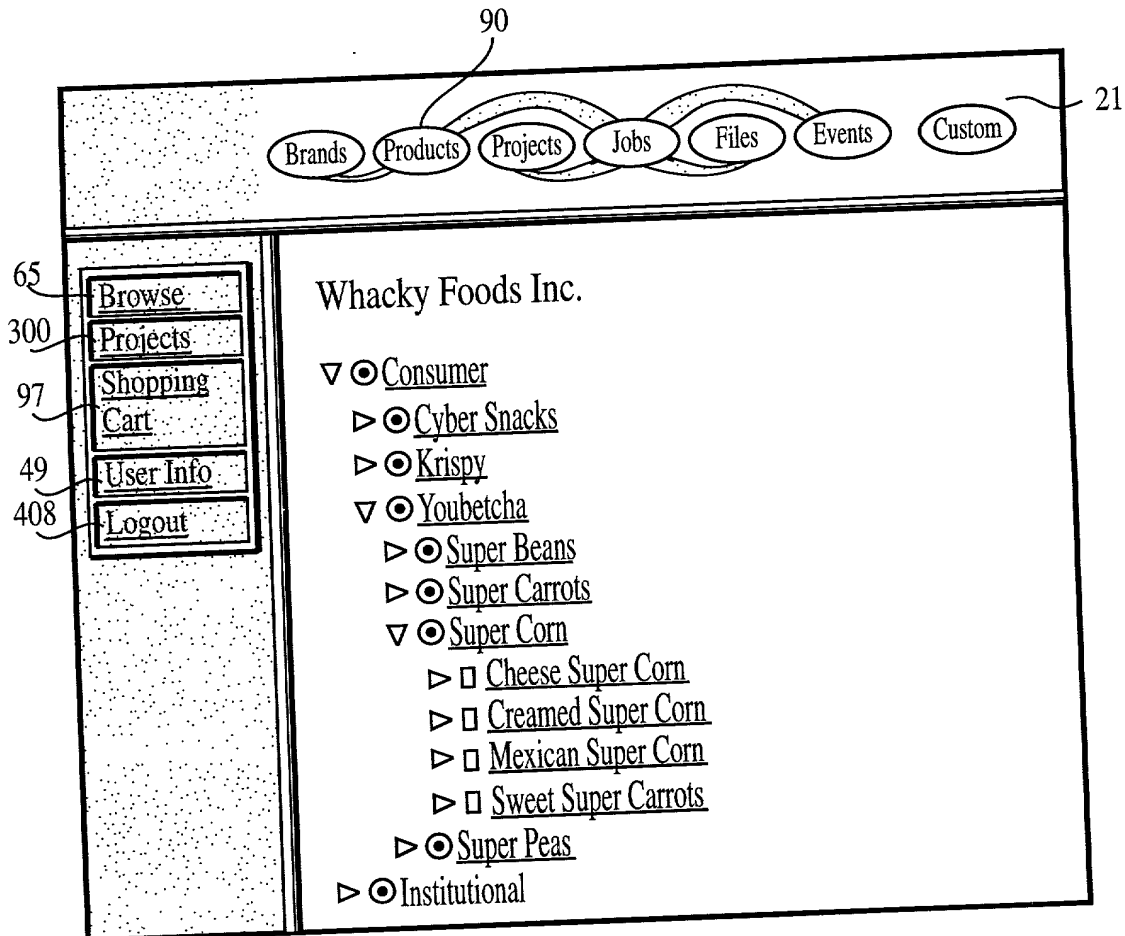 90
21
Brands Products Projects Jobs Files Events Custom
65
Browse
300
Projects
97
Shopping
Cart
49
User Info
408
Logout
Whacky Foods Inc.
Consumer
Cyber Snacks
Krispy
Youbetcha
Super Beans
Super Carrots
Super Corn
Cheese Super Corn
Creamed Super Corn
Mexican Super Corn
Sweet Super Carrots
Super Peas
Institutional